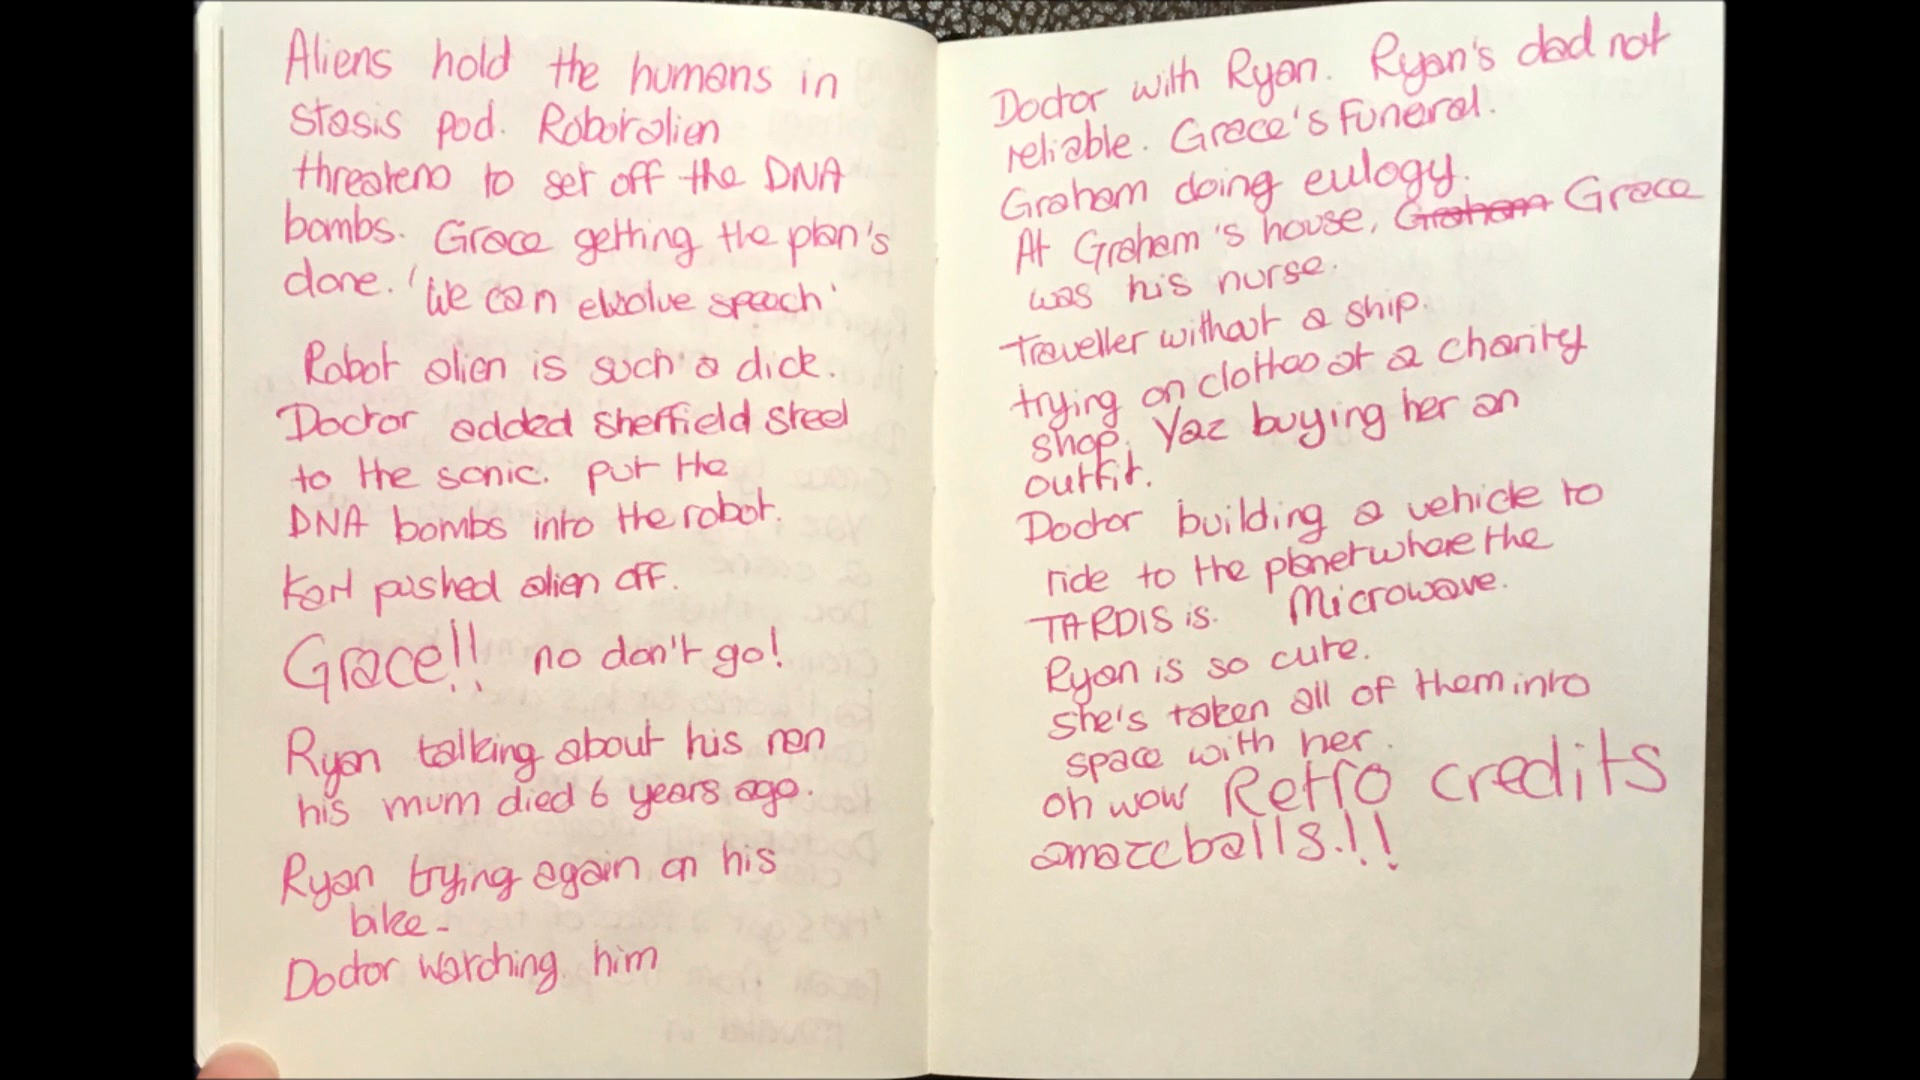 Aliens hold the humans in
stasis pod. Robot alien
threatens to set off the DNA
bombs. Grace getting the plan's
done. 'We can evolve speech'
Robot alien is such a dick.
Doctor added Sheffield steel
to the sonic. put the
DNA bombs into the robot.
Karl pushed alien off.
Grace!! no don't go!
Ryan talking about his nan
his mum died 6 years ago.
Ryan trying again on his
bike -
Doctor watching him
Doctor with Ryan. Ryan's dad not
reliable. Grace's Funeral.
Graham doing eulogy.
At Graham's house, Graham Grace
was his nurse.
Traveller without a ship.
trying on clothes at a charity
shop. Yaz buying her an
outfit.
Doctor building a vehicle to
ride to the planet where the
TARDIS is. Microwave.
Ryan is so cute.
She's taken all of them into
space with her.
oh wow Retro credits
amazeballs.!!